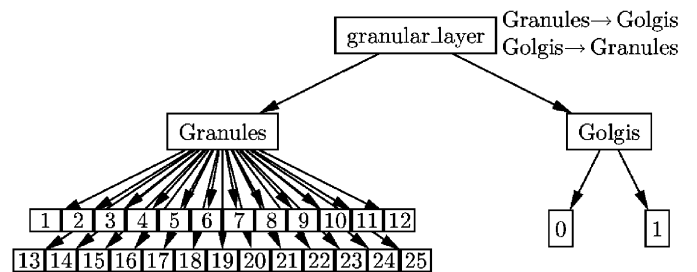 granular_layer
Granules→ Golgis
Golgis→ Granules
Granules
Golgis
1 2 3 4 5 6 7 8 9 10 11 12
0 1
13 14 15 16 17 18 19 20 21 22 23 24 25